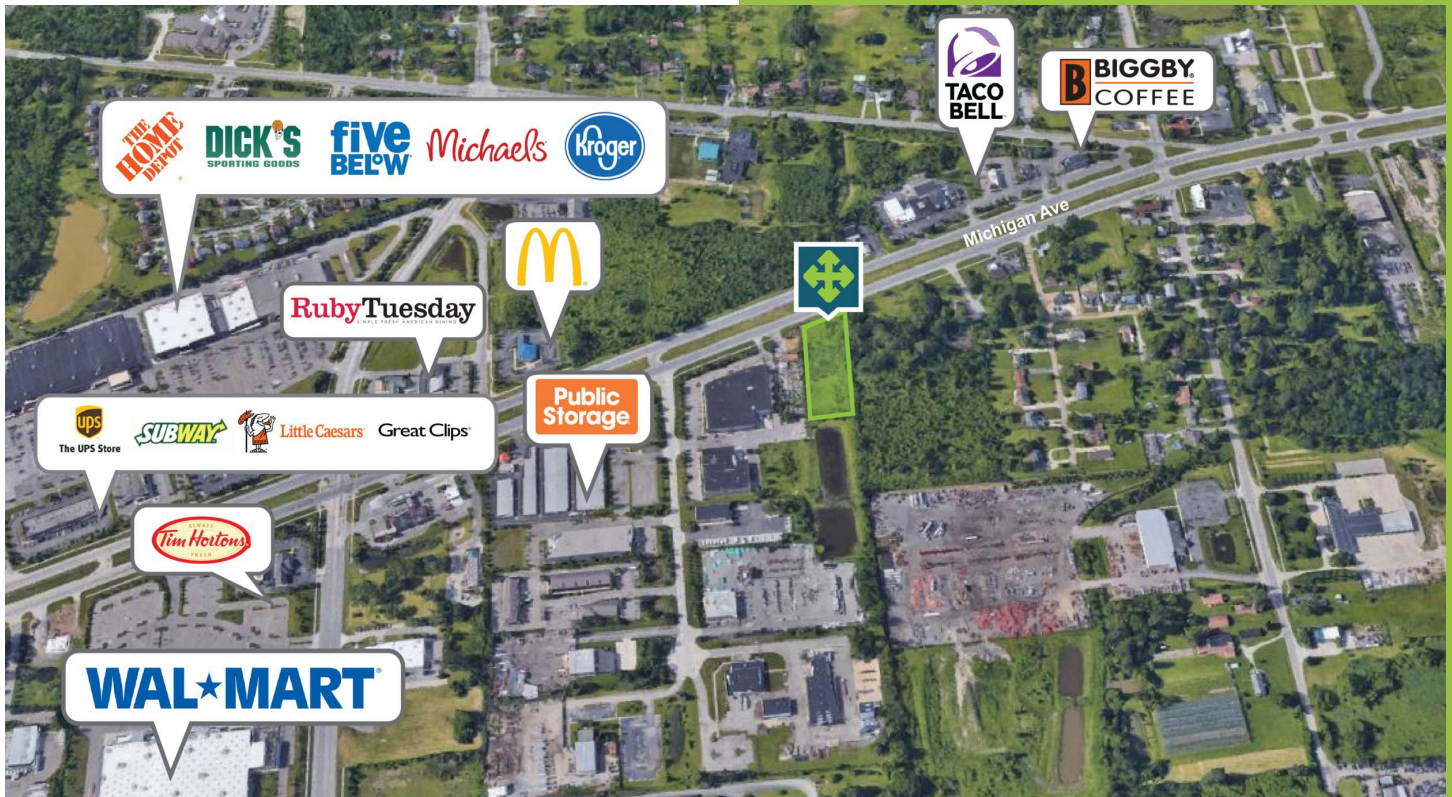 TACO
BELL
B BIGGBY
COFFEE
THE
HOME
DEPOT
DICK'S
SPORTING GOODS
five
BELOW
Michaels
Kroger
Michigan Ave
RubyTuesday
SIMPLE FRESH AMERICAN DINING
Public
Storage
ups
The UPS Store
SUBWAY
Little Caesars
Great Clips
ALWAYS
Tim Hortons
FRESH
WAL★MART